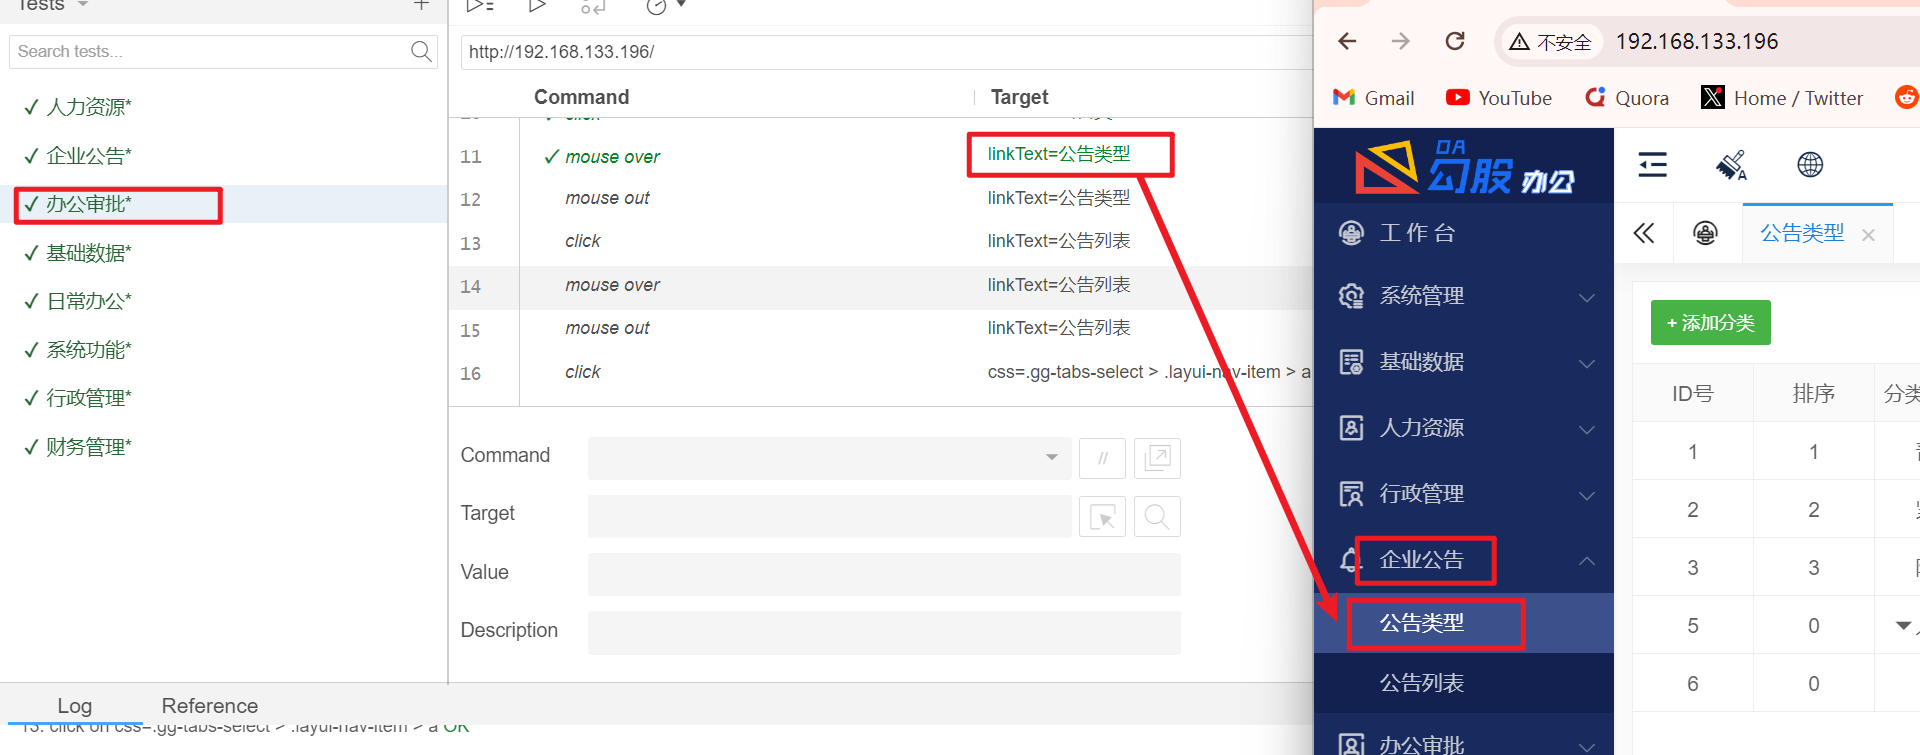 Tests
Search tests...
✓ 人力资源*
✓ 企业公告*
✓ 办公审批*
✓ 基础数据*
✓ 日常办公*
✓ 系统功能*
✓ 行政管理*
✓ 财务管理*
http://192.168.133.196/
Command Target
click
11 ✓ mouse over linkText=公告类型
12 mouse out linkText=公告类型
13 click linkText=公告列表
14 mouse over linkText=公告列表
15 mouse out linkText=公告列表
16 click css=.gg-tabs-select > .layui-nav-item > a
Command
//
Target
Value
Description
Log Reference
click on css=.gg-tabs-select > .layui-nav-item > a OK
不安全 192.168.133.196
Gmail YouTube Quora Home / Twitter
OA
勾股 办公
工作台
系统管理
基础数据
人力资源
行政管理
企业公告
公告类型
公告列表
办公审批
公告类型 ×
+ 添加分类
ID号 排序 分类
1 1
2 2
3 3
5 0
6 0